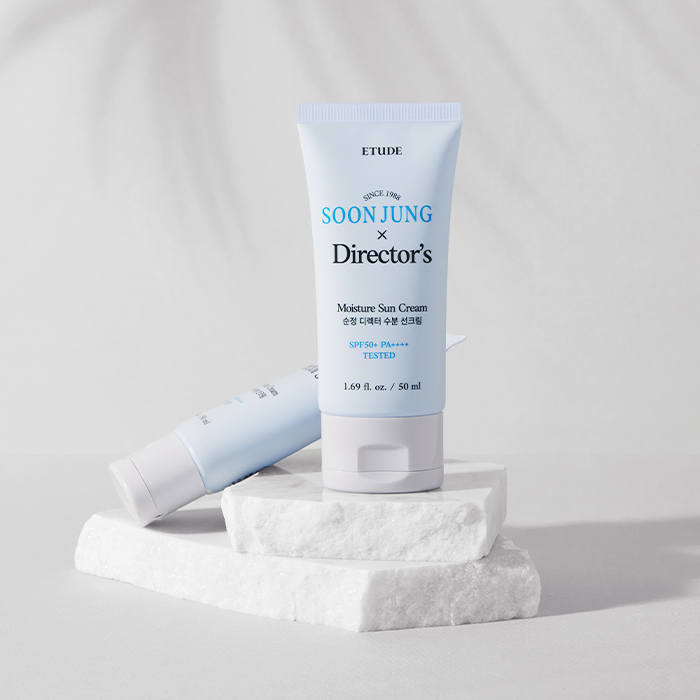 ETUDE
SINCE 1988
SOON JUNG
×
Director's
Moisture Sun Cream
순정 디렉터 수분 선크림
SPF50+ PA++++
TESTED
1.69 fl. oz. / 50 ml